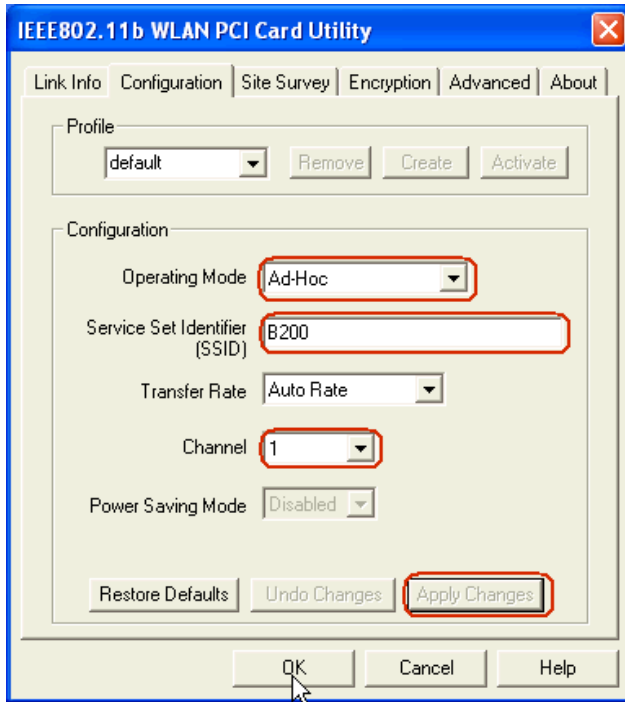 IEEE802.11b WLAN PCI Card Utility
Link Info Configuration Site Survey Encryption Advanced About
Profile
default Remove Create Activate
Configuration
Operating Mode Ad-Hoc
Service Set Identifier
(SSID) B200
Transfer Rate Auto Rate
Channel 1
Power Saving Mode Disabled
Restore Defaults Undo Changes Apply Changes
OK Cancel Help